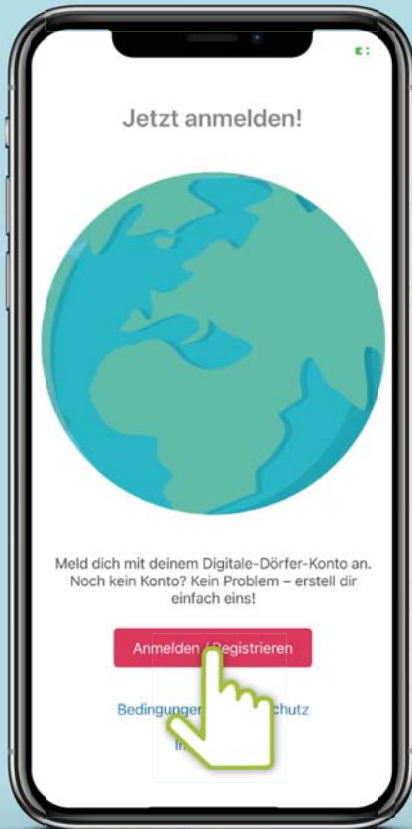 Jetzt anmelden!
Meld dich mit deinem Digitale-Dörfer-Konto an.
Noch kein Konto? Kein Problem – erstell dir
einfach eins!
Anmelden / Registrieren